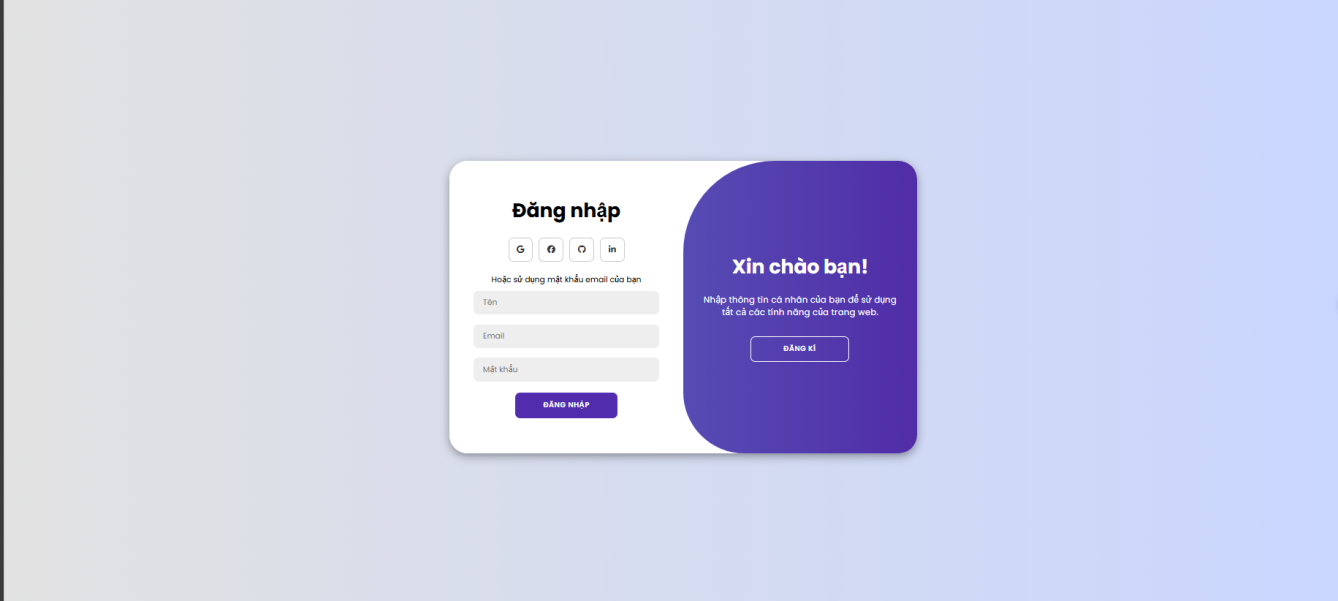 Đăng nhập
in
Hoặc sử dụng mật khẩu email của bạn
Tên
Email
Mật khẩu
ĐĂNG NHẬP
Xin chào bạn!
Nhập thông tin cá nhân của bạn để sử dụng
tất cả các tính năng của trang web.
ĐĂNG KÍ